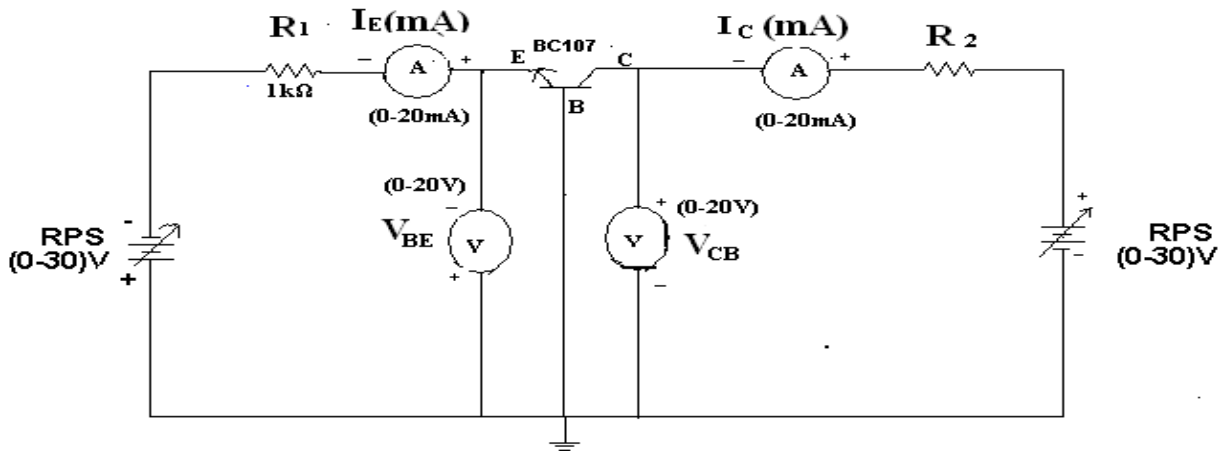 R1
IE(mA)
- A +
1kΩ
(0-20mA)
BC107
E
C
B
IC (mA)
- A +
(0-20mA)
R 2
(0-20V)
-
VBE
V
+
+
(0-20V)
V
VCB
-
-
RPS
(0-30)V
+
+
RPS
(0-30)V
-